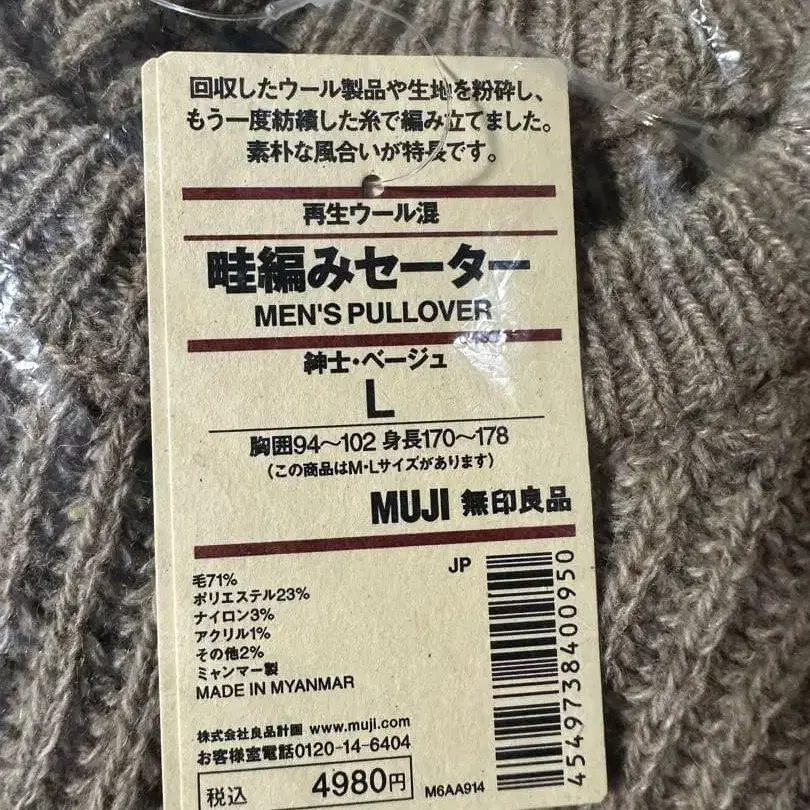 回収したウール製品や生地を粉砕し、
もう一度紡績した糸で編み立てました。
素朴な風合いが特長です。
再生ウール混
畦編みセーター
MEN'S PULLOVER
紳士・ベージュ
L
胸囲94〜102 身長170〜178
(この商品はM・Lサイズがあります)
MUJI 無印良品
毛71%
ポリエステル23%
ナイロン3%
アクリル1%
その他2%
ミャンマー製
MADE IN MYANMAR
株式会社良品計画 www.muji.com
お客様室電話0120-14-6404
税込 4980円
JP
4549738400950
M6AA914